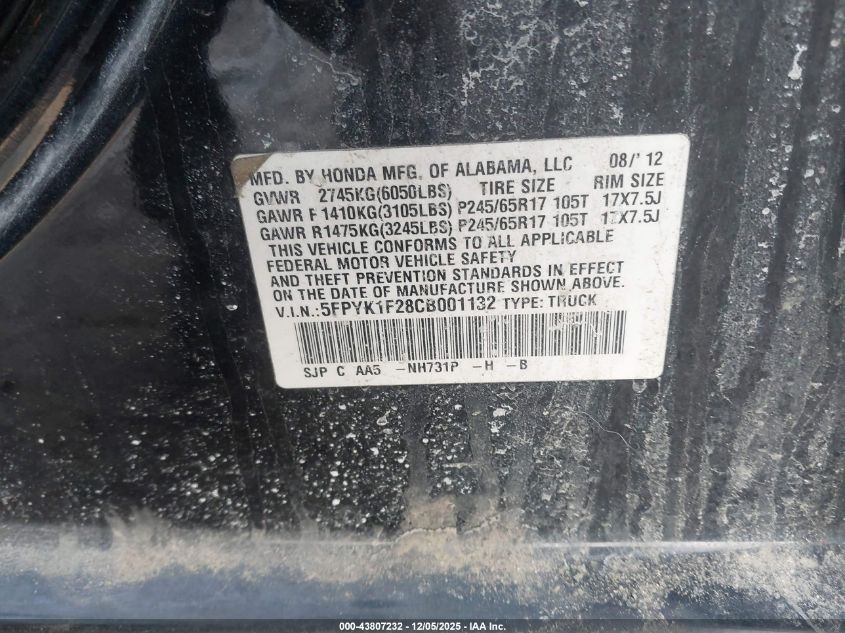 MFD. BY HONDA MFG. OF ALABAMA, LLC 08/'12
GVWR 2745KG(6050LBS) TIRE SIZE RIM SIZE
GAWR F1410KG(3105LBS) P245/65R17 105T 17X7.5J
GAWR R1475KG(3245LBS) P245/65R17 105T 17X7.5J
THIS VEHICLE CONFORMS TO ALL APPLICABLE
FEDERAL MOTOR VEHICLE SAFETY
AND THEFT PREVENTION STANDARDS IN EFFECT
ON THE DATE OF MANUFACTURE SHOWN ABOVE.
V.I.N.:5FPYK1F28CB001132 TYPE: TRUCK
SJP C AA5 -NH731P -H -B
000-43807232 - 12/05/2025 - IAA Inc.